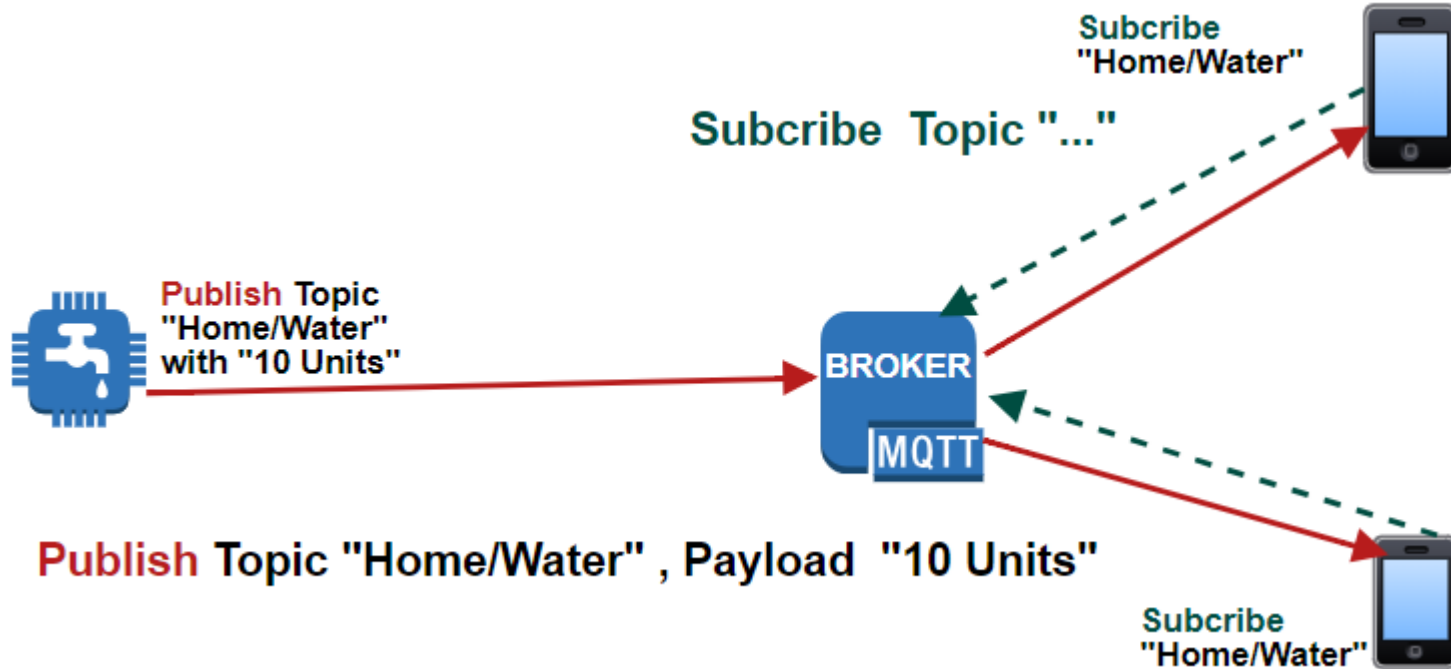 Subcribe
"Home/Water"
Subcribe Topic "..."
Publish Topic
"Home/Water"
with "10 Units"
BROKER
MQTT
Publish Topic "Home/Water" , Payload "10 Units"
Subcribe
"Home/Water"